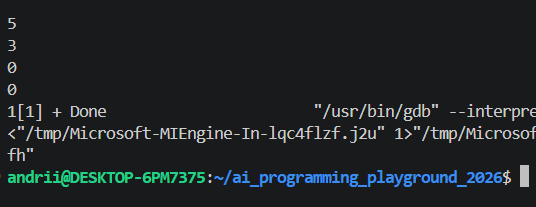 5
3
0
0
1[1] + Done                       "/usr/bin/gdb" --interpre
<"/tmp/Microsoft-MIEngine-In-lqc4flzf.j2u" 1>"/tmp/Microsof
fh"
andrii@DESKTOP-6PM7375:~/ai_programming_playground_2026$